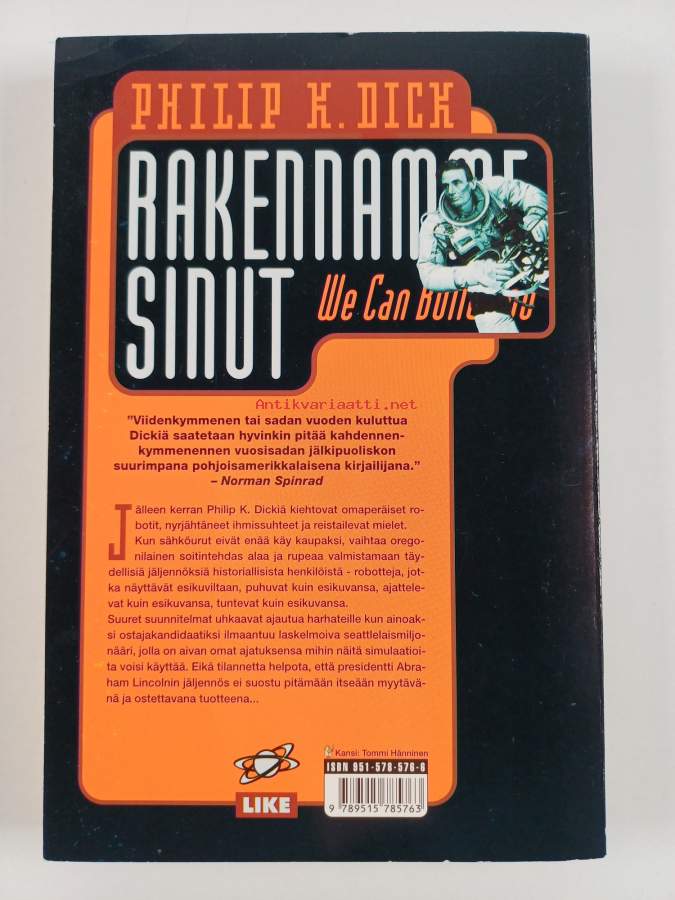 PHILIP K. DICK
RAKENNAMME
SINUT
We Can Build
Antikvariaatti.net
”Viidenkymmenen tai sadan vuoden kuluttua
Dickiä saatetaan hyvinkin pitää kahdennen-
kymmenennen vuosisadan jälkipuoliskon
suurimpana pohjoisamerikkalaisena kirjailijana.”
– Norman Spinrad
Jälleen kerran Philip K. Dickiä kiehtovat omaperäiset ro-
botit, nyrjähtäneet ihmissuhteet ja reistailevat mielet.
Kun sähköurut eivät enää käy kaupaksi, vaihtaa orego-
nilainen soitintehdas alaa ja rupeaa valmistamaan täy-
dellisiä jäljennöksiä historiallisista henkilöistä - robotteja, jot-
ka näyttävät esikuviltaan, puhuvat kuin esikuvansa, ajattele-
vat kuin esikuvansa, tuntevat kuin esikuvansa.
Suuret suunnitelmat uhkaavat ajautua harhateille kun ainoak-
si ostajakandidaatiksi ilmaantuu laskelmoiva seattlelaismiljo-
nääri, jolla on aivan omat ajatuksensa mihin näitä simulaatioi-
ta voisi käyttää. Eikä tilannetta helpota, että presidentti Abra-
ham Lincolnin jäljennös ei suostu pitämään itseään myytävä-
nä ja ostettavana tuotteena...
Kansi: Tommi Hänninen
ISBN 951-578-576-6
9 789515 785763
LIKE